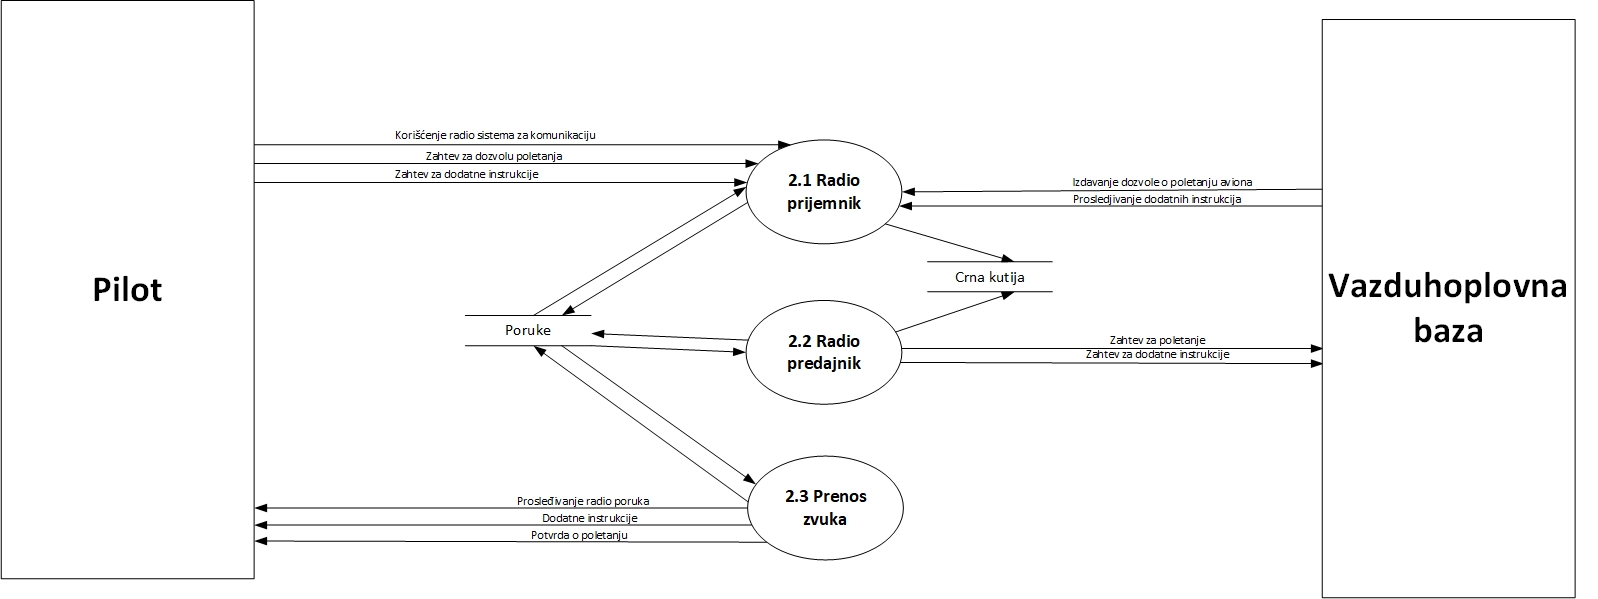 Pilot
Korišćenje radio sistema za komunikaciju
Zahtev za dozvolu poletanja
Zahtev za dodatne instrukcije
2.1 Radio
prijemnik
Izdavanje dozvole o poletanju aviona
Prosledjivanje dodatnih instrukcija
Crna kutija
Vazduhoplovna
baza
Poruke
2.2 Radio
predajnik
Zahtev za poletanje
Zahtev za dodatne instrukcije
2.3 Prenos
zvuka
Prosleđivanje radio poruka
Dodatne instrukcije
Potvrda o poletanju